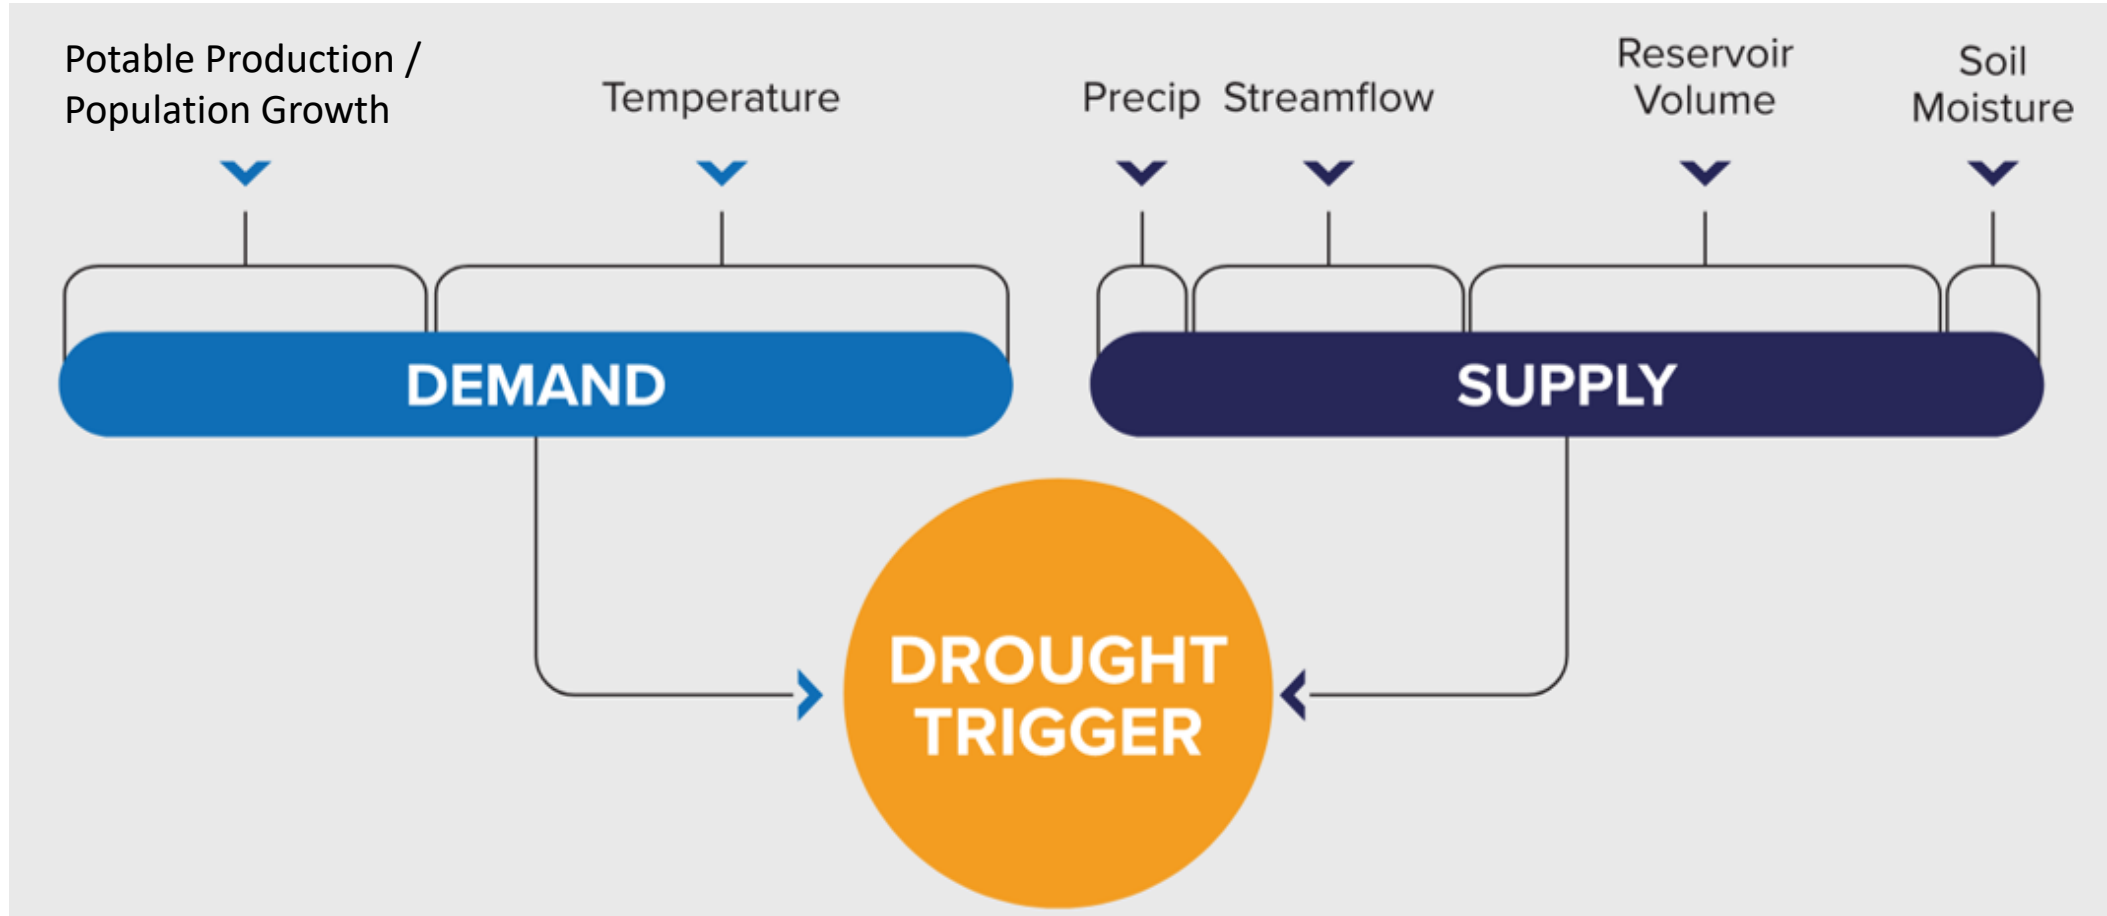 Potable Production /
Population Growth
Temperature
Precip
Streamflow
Reservoir
Volume
Soil
Moisture
DEMAND
SUPPLY
DROUGHT
TRIGGER